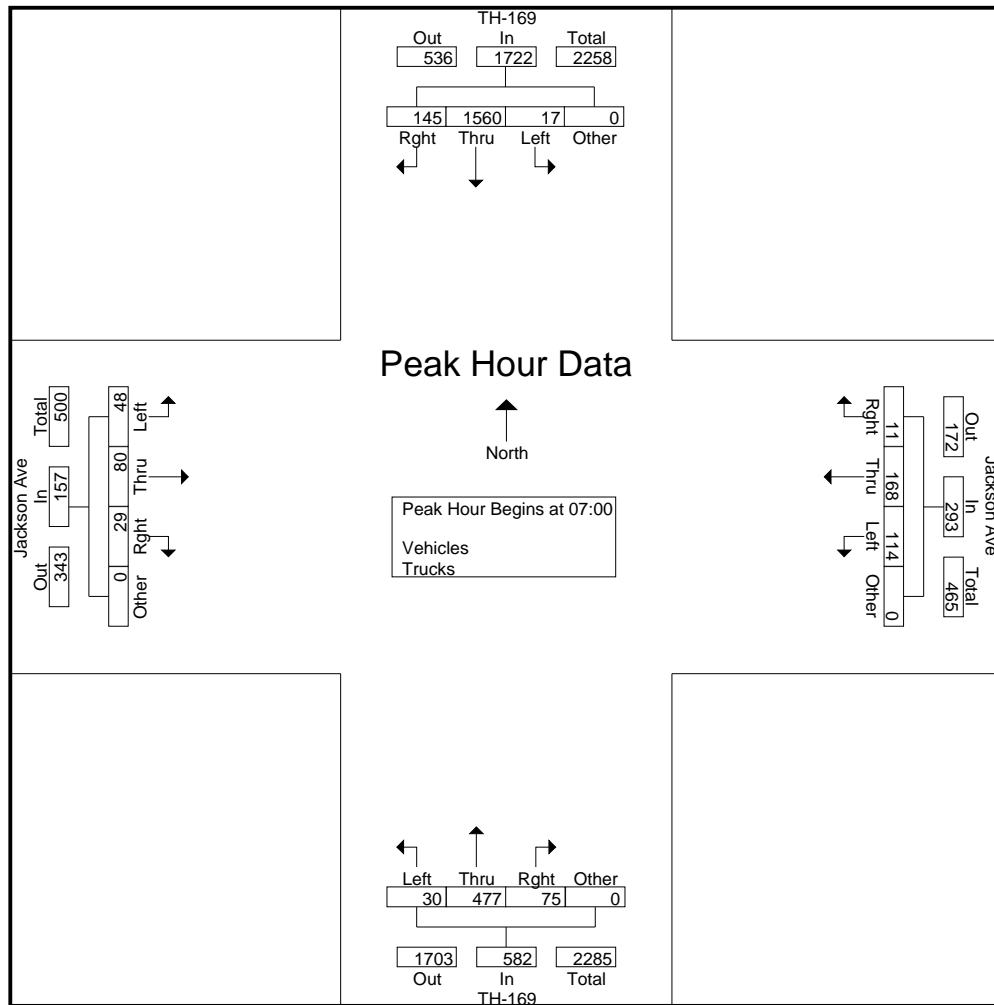 TH-169
Out In Total
536 1722 2258
145 1560 17 0
Rght Thru Left Other
Peak Hour Data
North
Peak Hour Begins at 07:00
Vehicles
Trucks
Jackson Ave
Out In Total
343 157 500
Left Thru Rght Other
48 80 29 0
Jackson Ave
Out In Total
172 293 465
Rght Thru Left Other
11 168 114 0
Left Thru Rght Other
30 477 75 0
1703 582 2285
Out In Total
TH-169